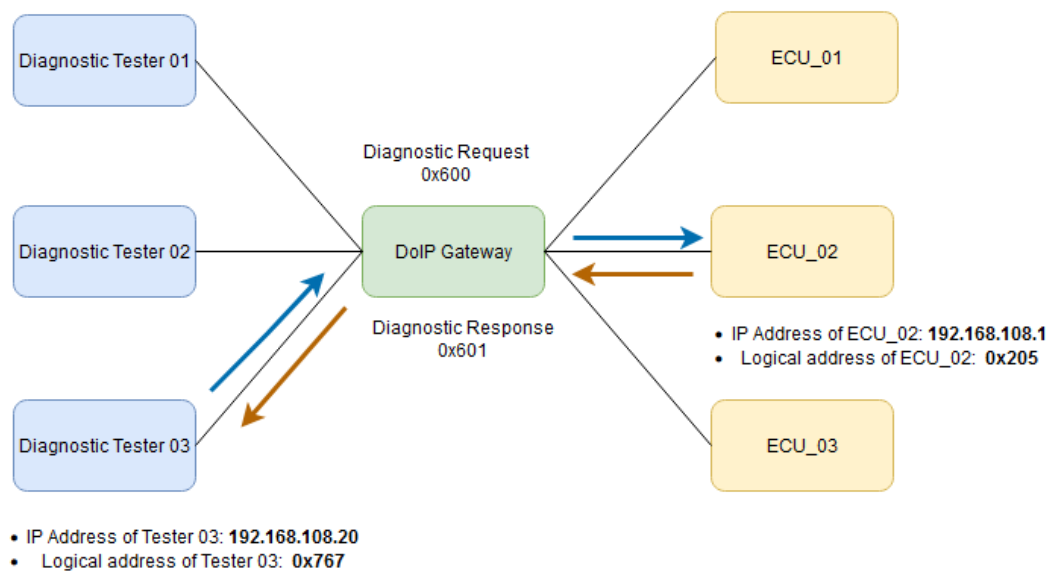 Diagnostic Tester 01
ECU_01
Diagnostic Request
0x600
Diagnostic Tester 02
DoIP Gateway
ECU_02
Diagnostic Response
0x601
• IP Address of ECU_02: 192.168.108.1
• Logical address of ECU_02: 0x205
Diagnostic Tester 03
ECU_03
• IP Address of Tester 03: 192.168.108.20
• Logical address of Tester 03: 0x767